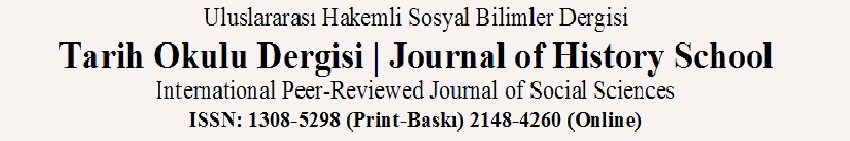 Uluslararası Hakemli Sosyal Bilimler Dergisi
Tarih Okulu Dergisi | Journal of History School
International Peer-Reviewed Journal of Social Sciences
ISSN: 1308-5298 (Print-Baskı) 2148-4260 (Online)